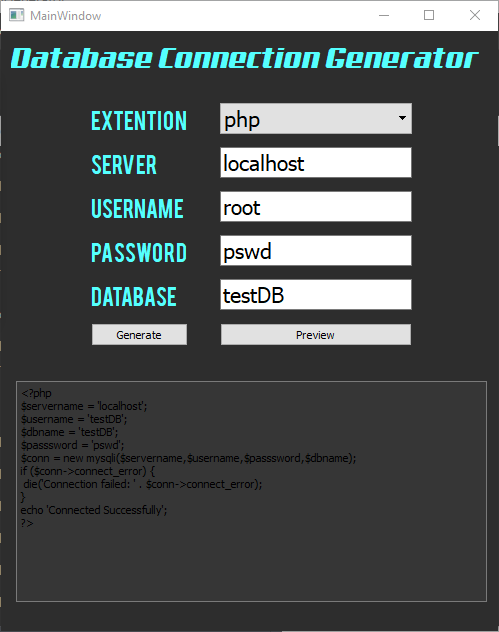 MainWindow
Database Connection Generator
EXTENTION php
SERVER localhost
USERNAME root
PASSWORD pswd
DATABASE testDB
Generate Preview
<?php
$servername = 'localhost';
$username = 'testDB';
$dbname = 'testDB';
$passsword = 'pswd';
$conn = new mysqli($servername,$username,$passsword,$dbname);
if ($conn->connect_error) {
die('Connection failed: ' . $conn->connect_error);
}
echo 'Connected Successfully';
?>